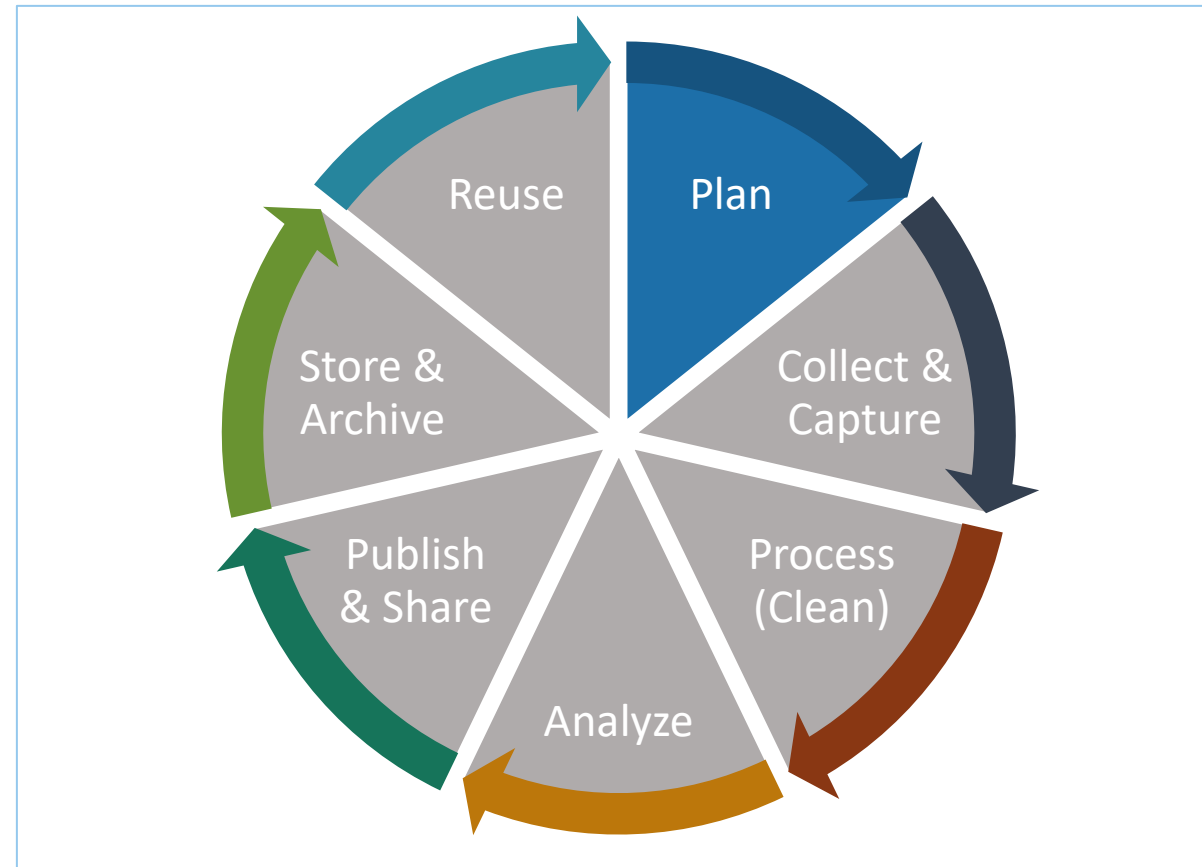 Plan
Collect &
Capture
Process
(Clean)
Analyze
Publish
& Share
Store &
Archive
Reuse